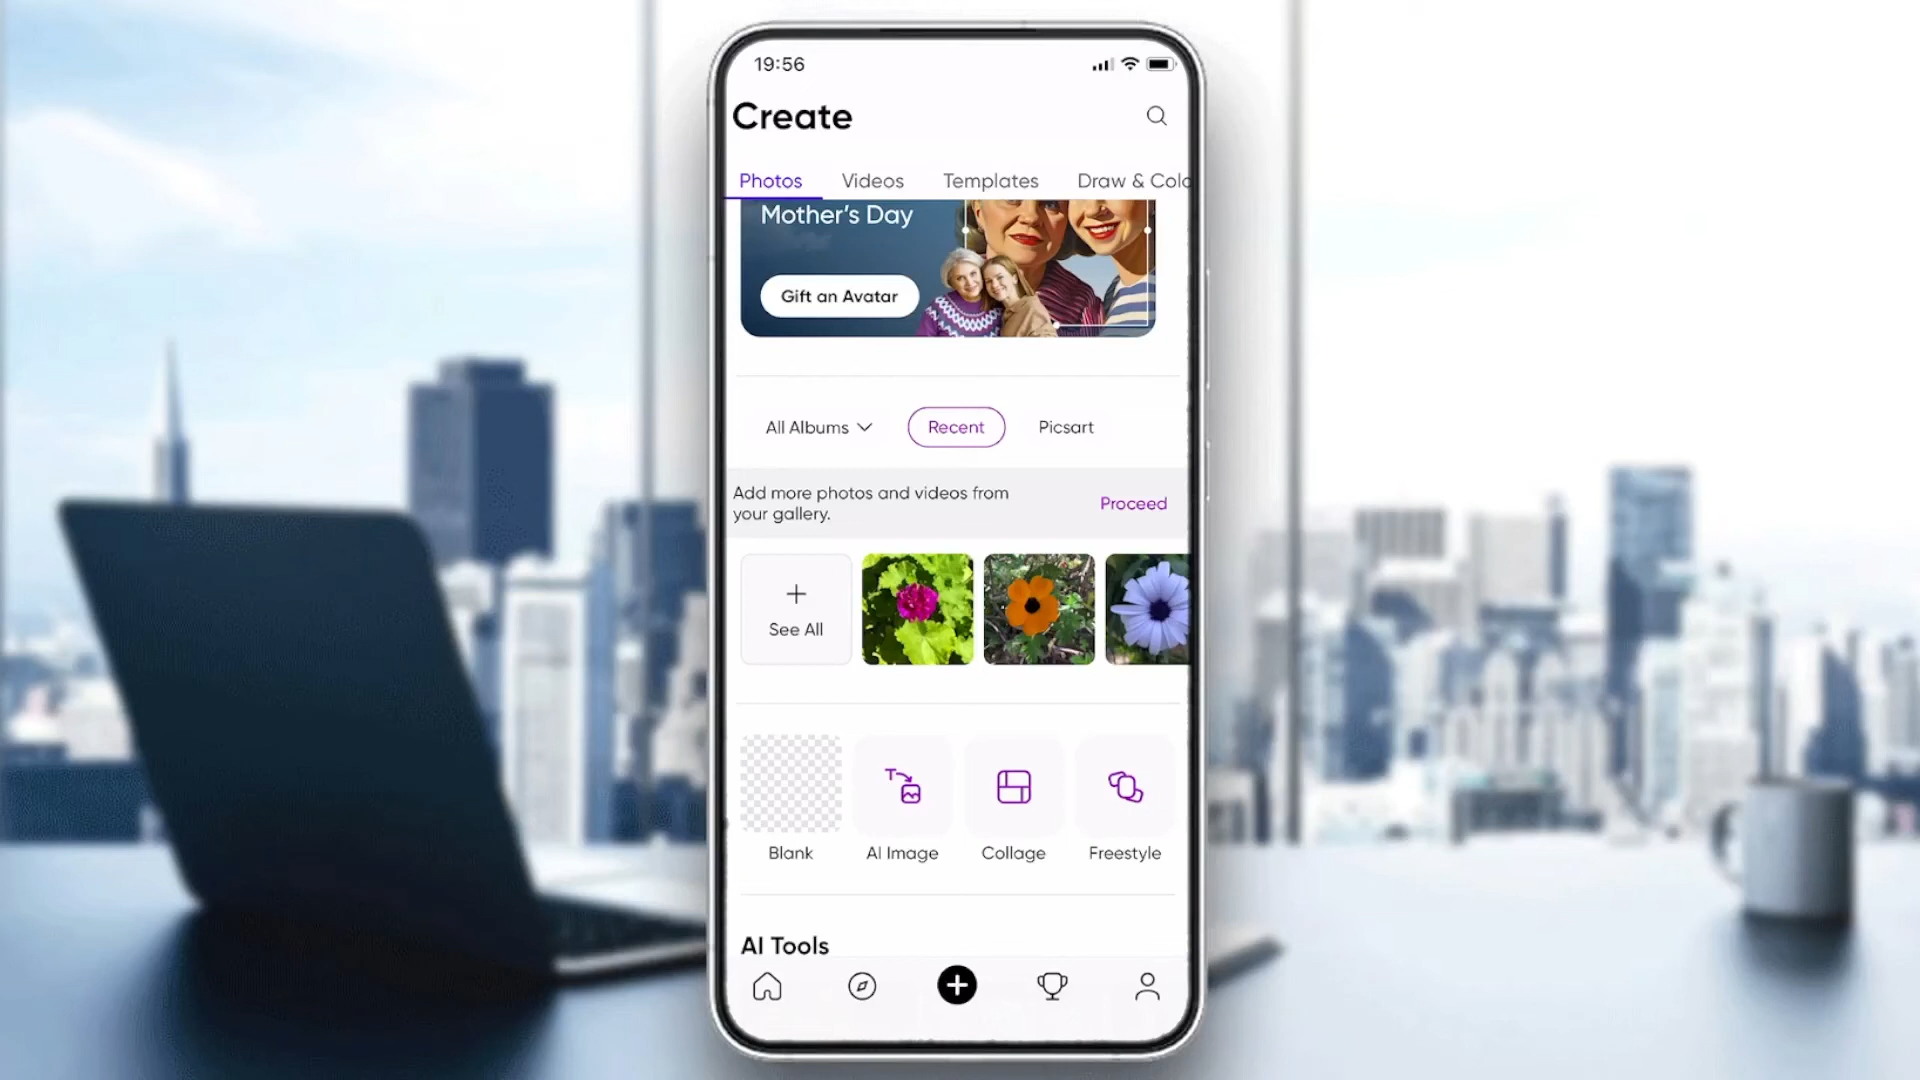 19:56
Create
Photos Videos Templates Draw & Colo
Mother's Day
Gift an Avatar
All Albums Recent Picsart
Add more photos and videos from
your gallery.
Proceed
See All
T
Blank AI Image Collage Freestyle
AI Tools